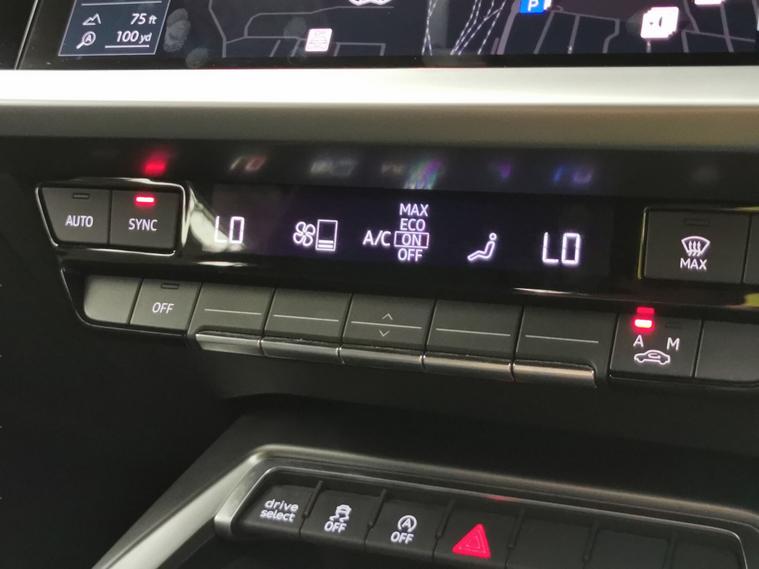 75 ft
100 yd
P
AUTO
SYNC
LO
A/C
MAX
ECO
ON
OFF
LO
MAX
OFF
A M
drive
select
OFF
OFF